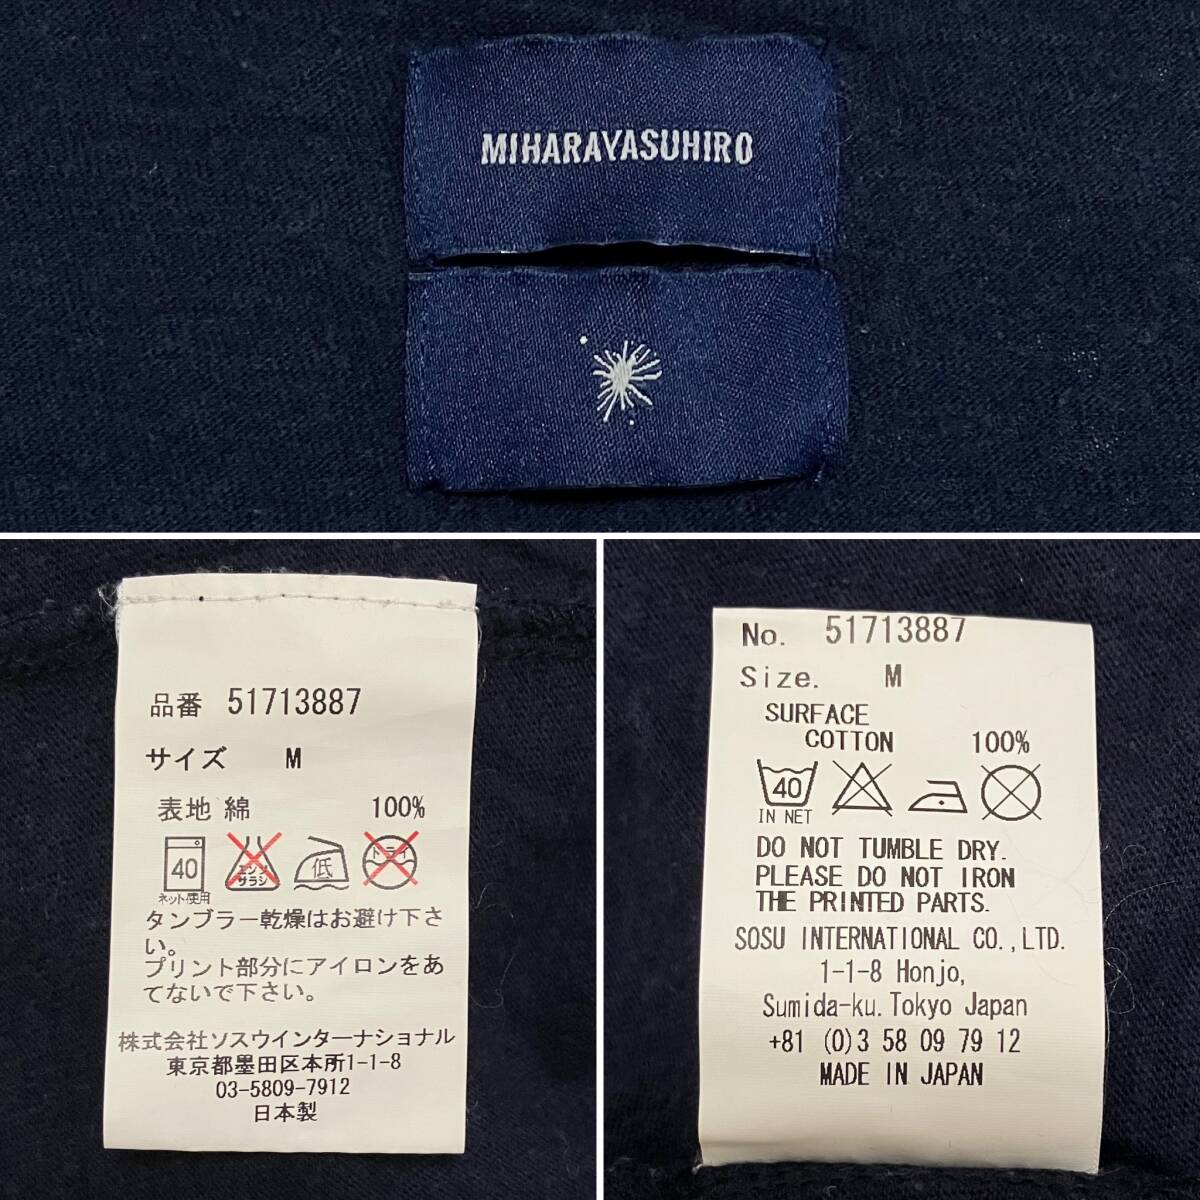 MIHARAYASUHIRO
品番 51713887
サイズ M
表地 綿 100%
40
エンソ
サラシ
低
ドライ
ネット使用
タンブラー乾燥はお避け下さ
い。
プリント部分にアイロンをあ
てないで下さい。
株式会社ソスウインターナショナル
東京都墨田区本所1-1-8
03-5809-7912
日本製
No. 51713887
Size. M
SURFACE
COTTON 100%
40
IN NET
DO NOT TUMBLE DRY.
PLEASE DO NOT IRON
THE PRINTED PARTS.
SOSU INTERNATIONAL CO.,LTD.
1-1-8 Honjo,
Sumida-ku. Tokyo Japan
+81 (0)3 58 09 79 12
MADE IN JAPAN